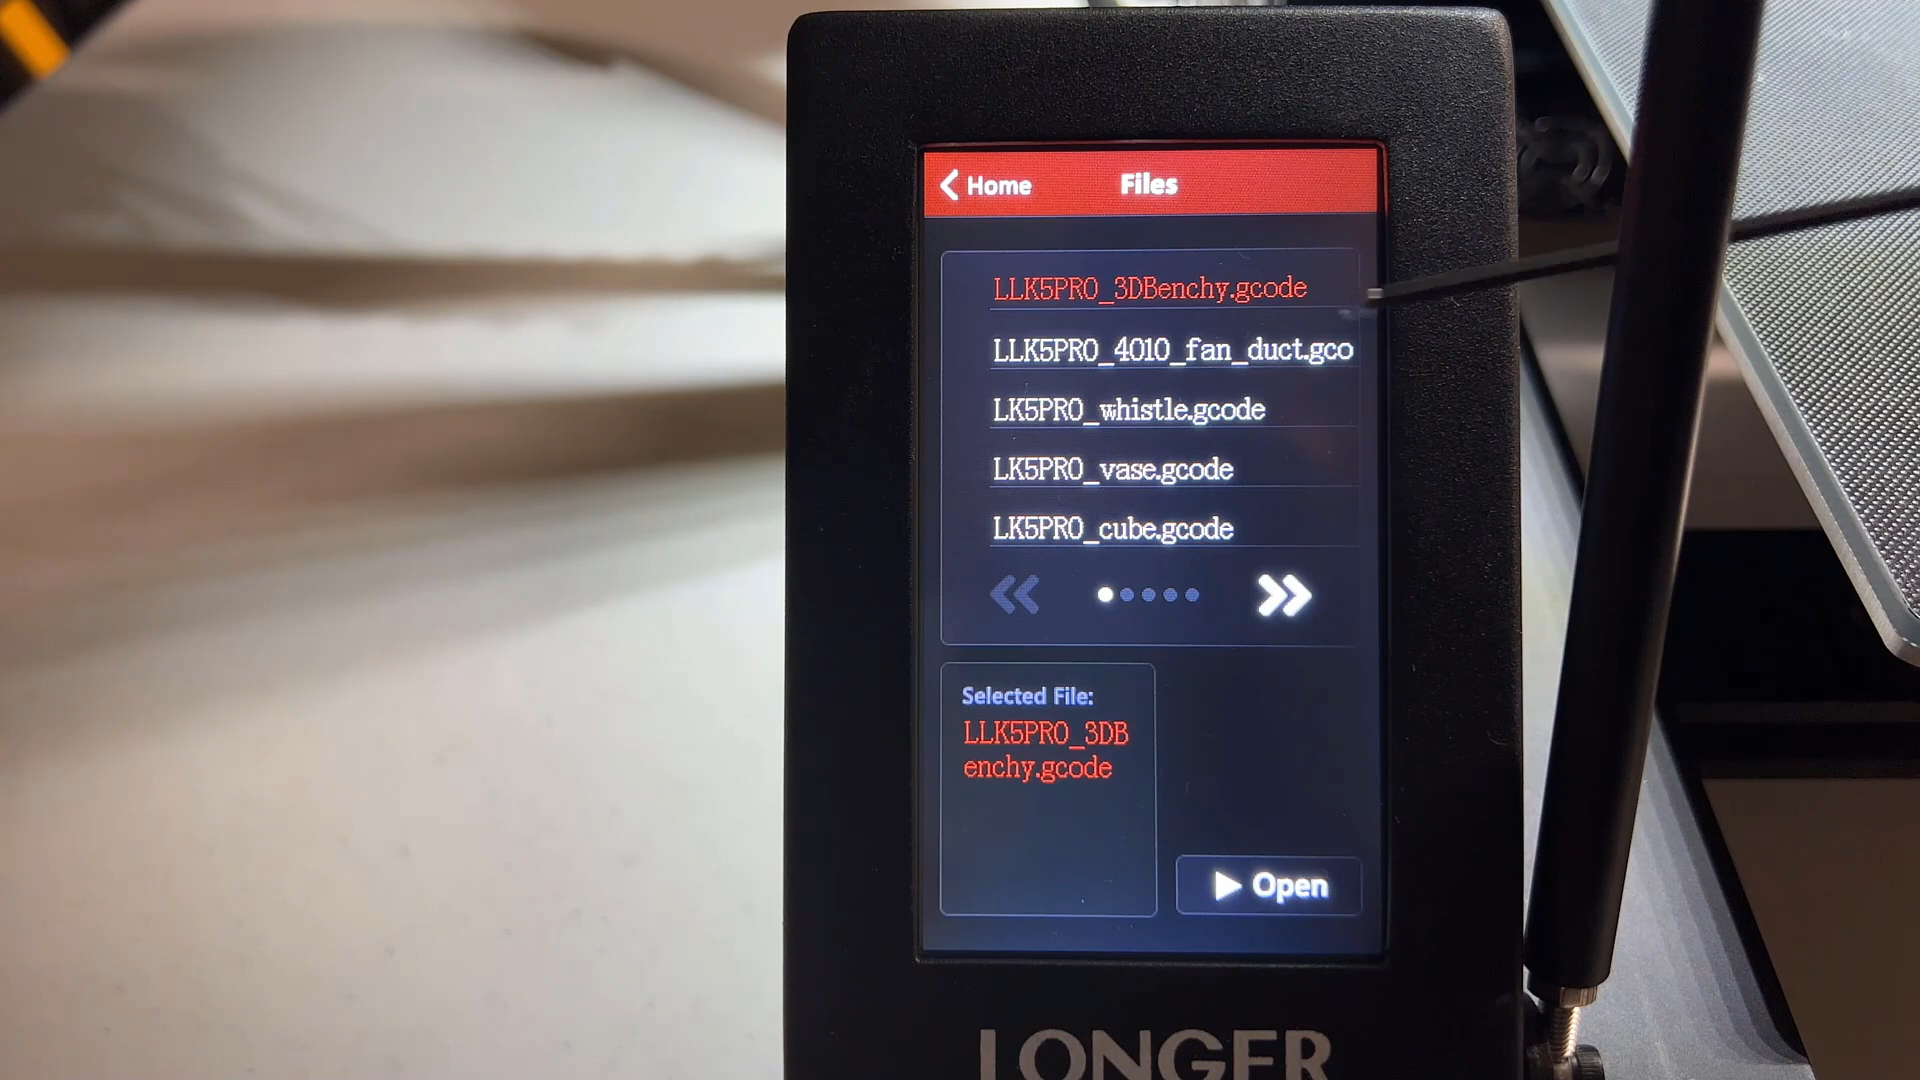 Home
Files
LLK5PRO_3DBenchy.gcode
LLK5PRO_4010_fan_duct.gco
LK5PRO_whistle.gcode
LK5PRO_vase.gcode
LK5PRO_cube.gcode
Selected File:
LLK5PRO_3DB
enchy.gcode
Open
LONGER